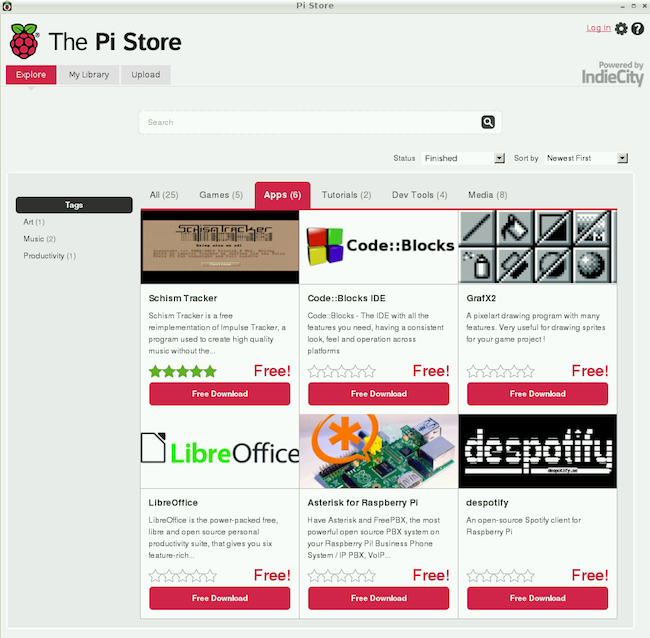 Pi Store
The Pi Store
Log In
Explore
My Library
Upload
Powered by
IndieCity
Search
Status
Finished
Sort by
Newest First
Tags
Art (1)
Music (2)
Productivity (1)
All (25)
Games (5)
Apps (6)
Tutorials (2)
Dev Tools (4)
Media (8)
SchismTracker
Code::Blocks
Schism Tracker
Schism Tracker is a free
reimplementation of Impulse Tracker, a
program used to create high quality
music without the...
Free!
Free Download
Code::Blocks IDE
Code::Blocks - The IDE with all the
features you need, having a consistent
look, feel and operation across
platforms
Free!
Free Download
GrafX2
A pixelart drawing program with many
features. Very useful for drawing sprites
for your game project !
Free!
Free Download
LibreOffice
despotify
despotify.se
LibreOffice
LibreOffice is the power-packed free,
libre and open source personal
productivity suite, that gives you six
feature-rich...
Free!
Free Download
Asterisk for Raspberry Pi
Have Asterisk and FreePBX, the most
powerful open source PBX system on
your Raspberry Pi! Business Phone
System / IP PBX, VoIP...
Free!
Free Download
despotify
An open-source Spotify client for
Raspberry Pi
Free!
Free Download